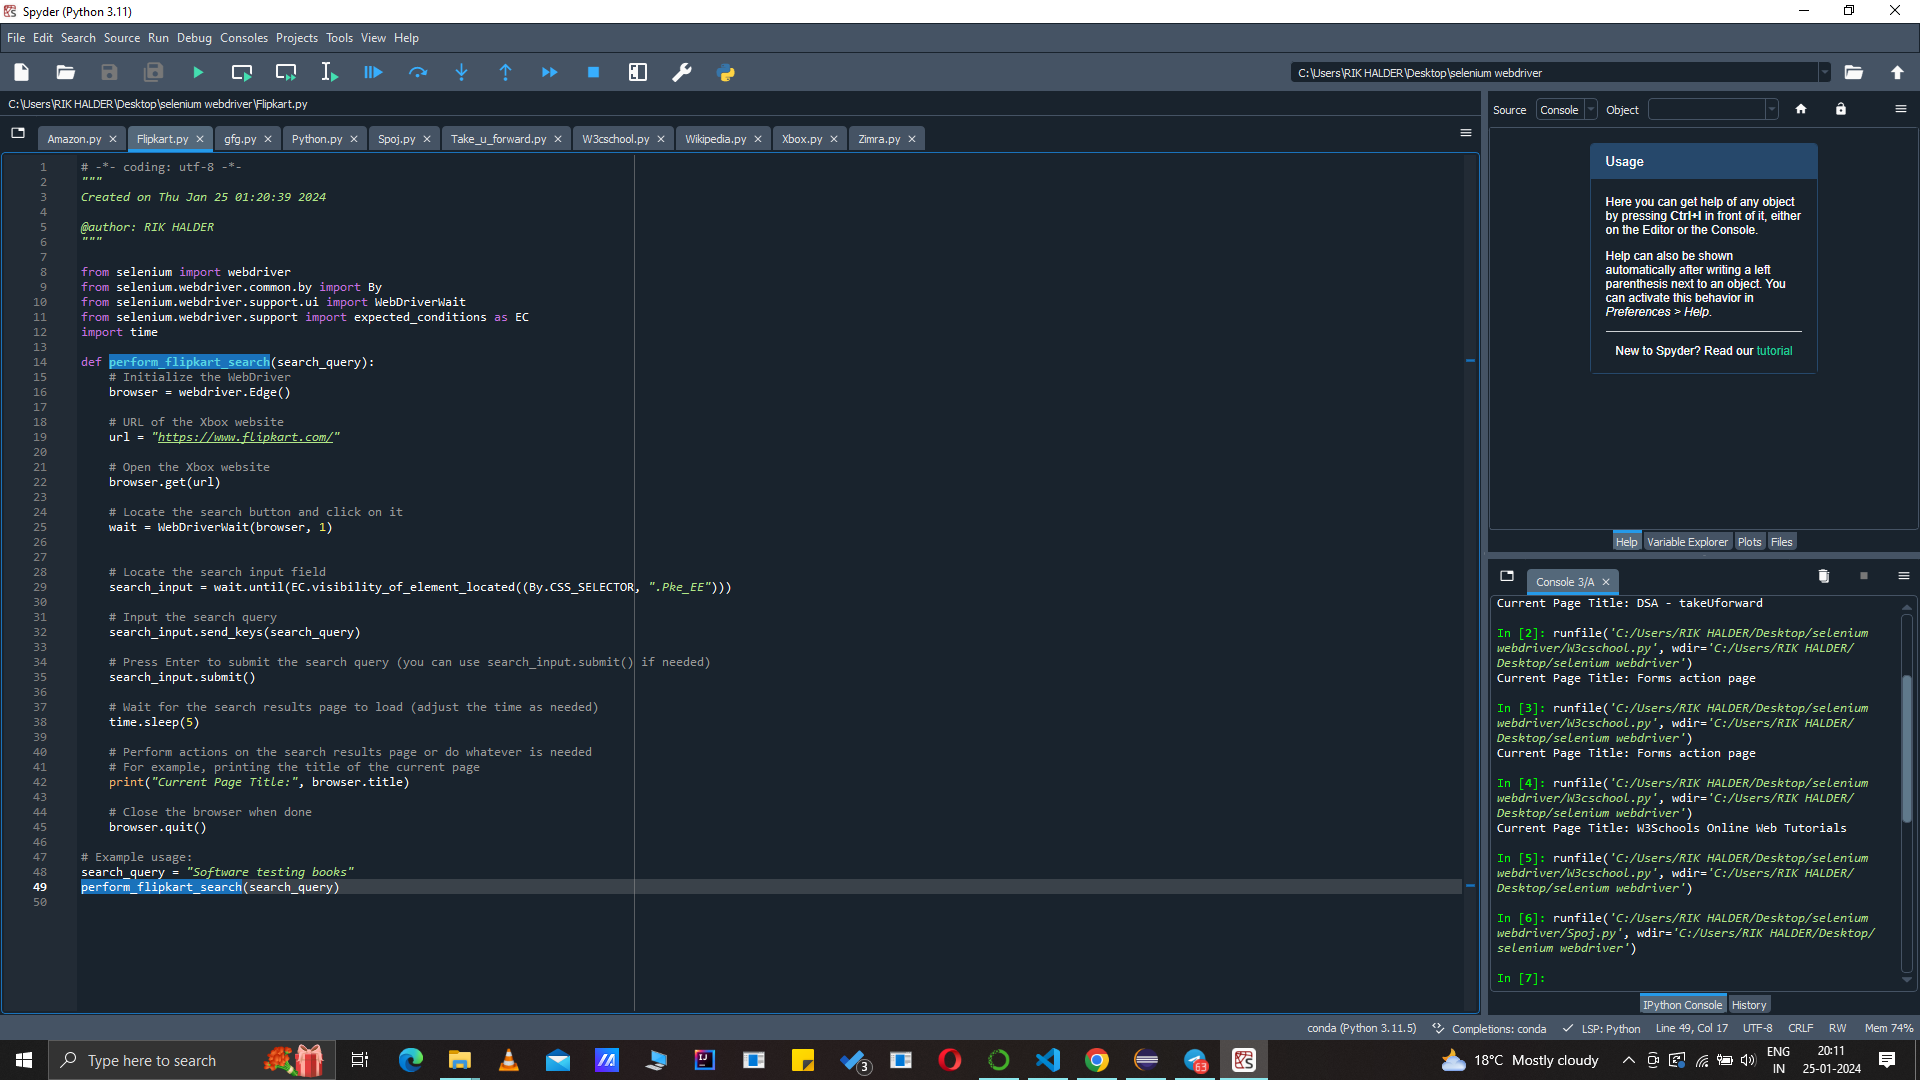 Spyder (Python 3.11)
File Edit Search Source Run Debug Consoles Projects Tools View Help
C:\Users\RIK HALDER\Desktop\selenium webdriver
C:\Users\RIK HALDER\Desktop\selenium webdriver\Flipkart.py
Amazon.py Flipkart.py gfg.py Python.py Spoj.py Take_u_forward.py W3cschool.py Wikipedia.py Xbox.py Zimra.py
1 # -*- coding: utf-8 -*-
2 """
3 Created on Thu Jan 25 01:20:39 2024
4
5 @author: RIK HALDER
6 """
7
8 from selenium import webdriver
9 from selenium.webdriver.common.by import By
10 from selenium.webdriver.support.ui import WebDriverWait
11 from selenium.webdriver.support import expected_conditions as EC
12 import time
13
14 def perform_flipkart_search(search_query):
15     # Initialize the WebDriver
16     browser = webdriver.Edge()
17
18     # URL of the Xbox website
19     url = "https://www.flipkart.com/"
20
21     # Open the Xbox website
22     browser.get(url)
23
24     # Locate the search button and click on it
25     wait = WebDriverWait(browser, 1)
26
27
28     # Locate the search input field
29     search_input = wait.until(EC.visibility_of_element_located((By.CSS_SELECTOR, ".Pke_EE")))
30
31     # Input the search query
32     search_input.send_keys(search_query)
33
34     # Press Enter to submit the search query (you can use search_input.submit() if needed)
35     search_input.submit()
36
37     # Wait for the search results page to load (adjust the time as needed)
38     time.sleep(5)
39
40     # Perform actions on the search results page or do whatever is needed
41     # For example, printing the title of the current page
42     print("Current Page Title:", browser.title)
43
44     # Close the browser when done
45     browser.quit()
46
47 # Example usage:
48 search_query = "Software testing books"
49 perform_flipkart_search(search_query)
50
Source Console Object
Usage
Here you can get help of any object
by pressing Ctrl+I in front of it, either
on the Editor or the Console.
Help can also be shown
automatically after writing a left
parenthesis next to an object. You
can activate this behavior in
Preferences > Help.
New to Spyder? Read our tutorial
Help Variable Explorer Plots Files
Console 3/A
Current Page Title: DSA - takeUforward
In [2]: runfile('C:/Users/RIK HALDER/Desktop/selenium
webdriver/W3cschool.py', wdir='C:/Users/RIK HALDER/
Desktop/selenium webdriver')
Current Page Title: Forms action page
In [3]: runfile('C:/Users/RIK HALDER/Desktop/selenium
webdriver/W3cschool.py', wdir='C:/Users/RIK HALDER/
Desktop/selenium webdriver')
Current Page Title: Forms action page
In [4]: runfile('C:/Users/RIK HALDER/Desktop/selenium
webdriver/W3cschool.py', wdir='C:/Users/RIK HALDER/
Desktop/selenium webdriver')
Current Page Title: W3Schools Online Web Tutorials
In [5]: runfile('C:/Users/RIK HALDER/Desktop/selenium
webdriver/W3cschool.py', wdir='C:/Users/RIK HALDER/
Desktop/selenium webdriver')
In [6]: runfile('C:/Users/RIK HALDER/Desktop/selenium
webdriver/Spoj.py', wdir='C:/Users/RIK HALDER/Desktop/
selenium webdriver')
In [7]:
IPython Console History
conda (Python 3.11.5) Completions: conda LSP: Python Line 49, Col 17 UTF-8 CRLF RW Mem 74%
Type here to search
3
63
18°C Mostly cloudy
ENG
IN
20:11
25-01-2024